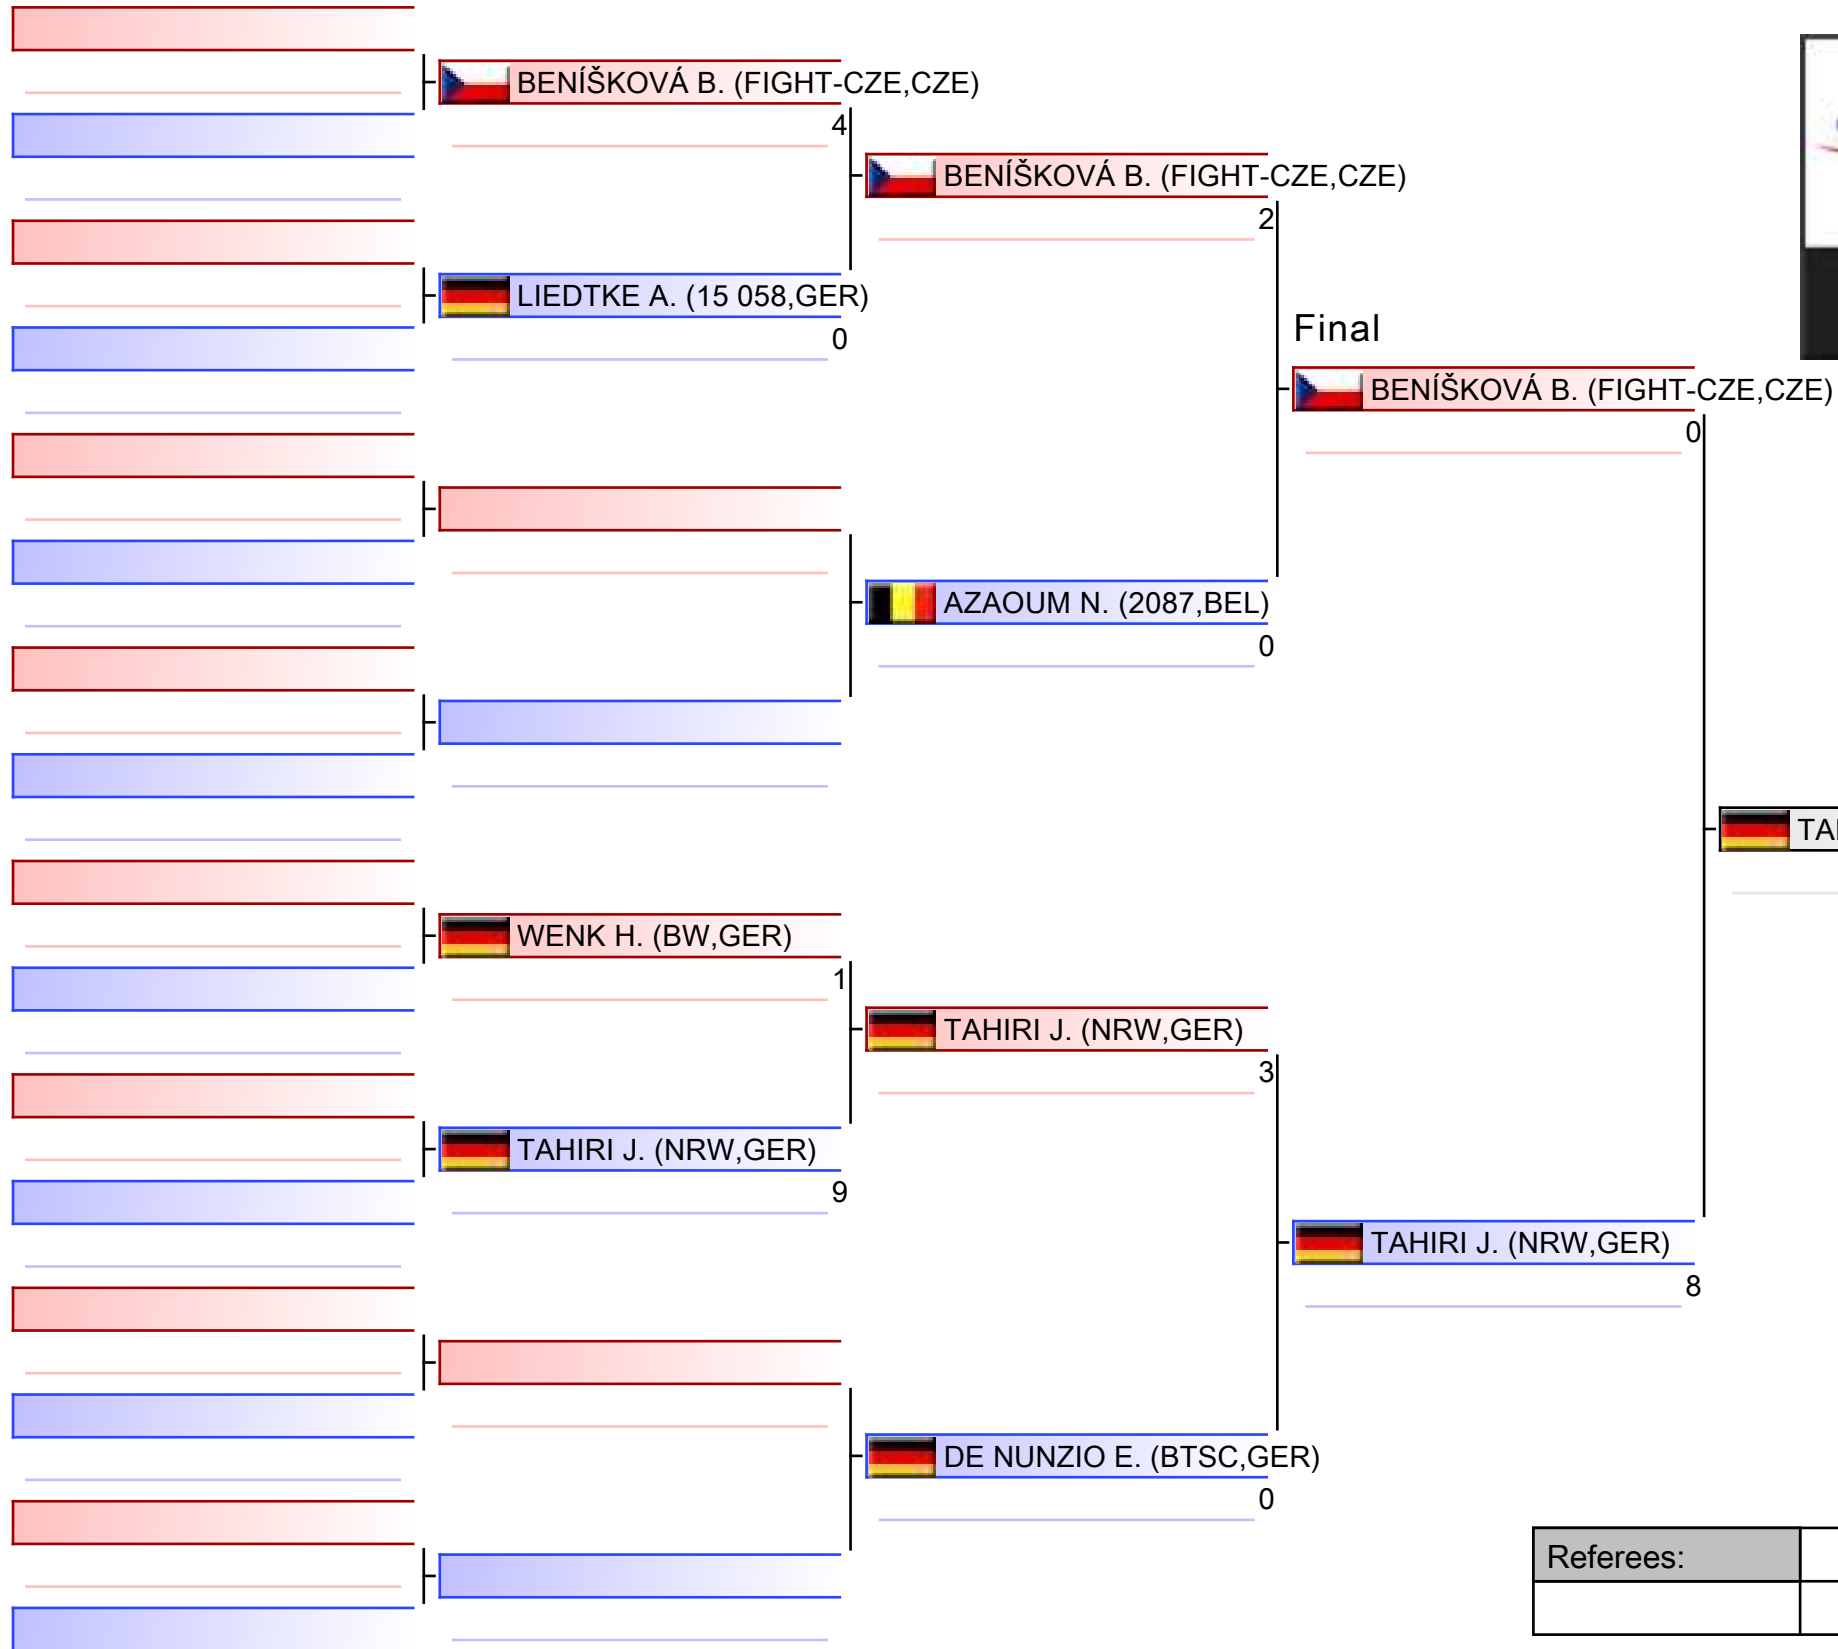 BENÍŠKOVÁ B. (FIGHT-CZE,CZE)
4
BENÍŠKOVÁ B. (FIGHT-CZE,CZE)
2
LIEDTKE A. (15 058,GER)
0
Final
BENÍŠKOVÁ B. (FIGHT-CZE,CZE)
0
AZAOUM N. (2087,BEL)
0
WENK H. (BW,GER)
1
TAHIRI J. (NRW,GER)
3
TAHIRI J. (NRW,GER)
9
TAHIRI J. (NRW,GER)
8
DE NUNZIO E. (BTSC,GER)
0
Referees: